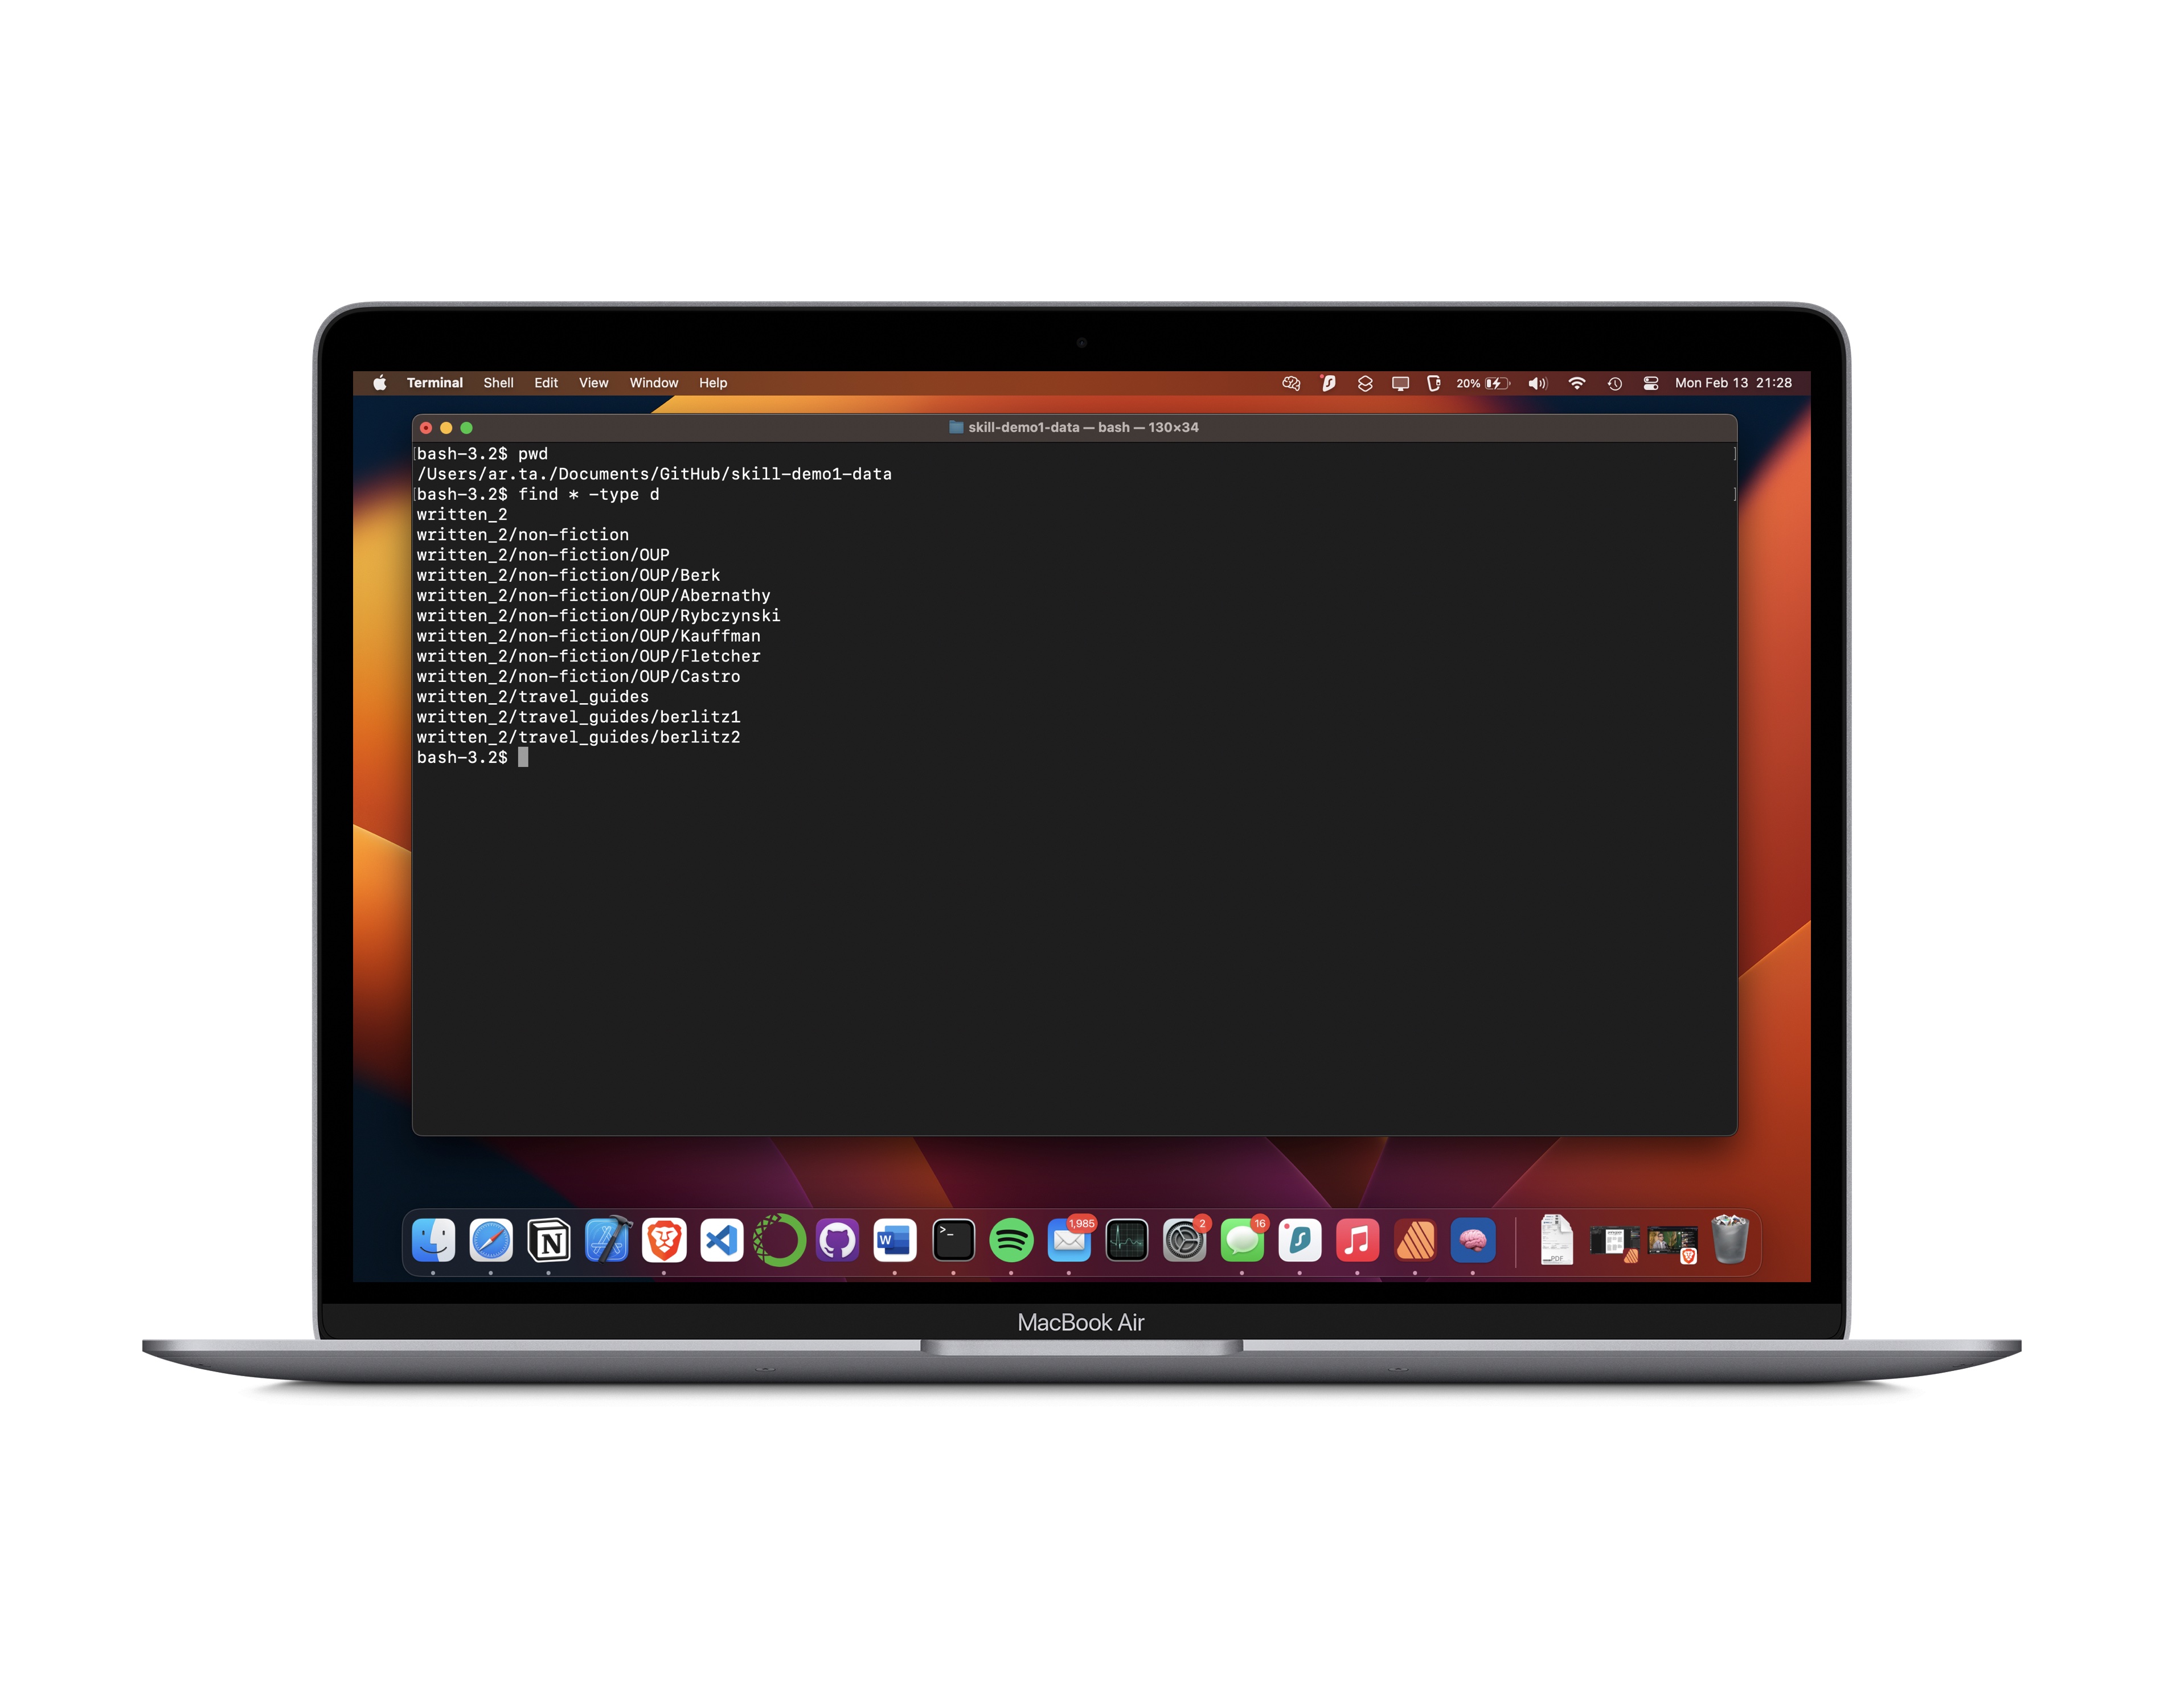 Terminal Shell Edit View Window Help 20% Mon Feb 13 21:28
skill-demo1-data — bash — 130×34
[bash-3.2$ pwd ]
/Users/ar.ta./Documents/GitHub/skill-demo1-data
[bash-3.2$ find * -type d ]
written_2
written_2/non-fiction
written_2/non-fiction/OUP
written_2/non-fiction/OUP/Berk
written_2/non-fiction/OUP/Abernathy
written_2/non-fiction/OUP/Rybczynski
written_2/non-fiction/OUP/Kauffman
written_2/non-fiction/OUP/Fletcher
written_2/non-fiction/OUP/Castro
written_2/travel_guides
written_2/travel_guides/berlitz1
written_2/travel_guides/berlitz2
bash-3.2$
N W >_ 1,985 2 16 PDF
MacBook Air